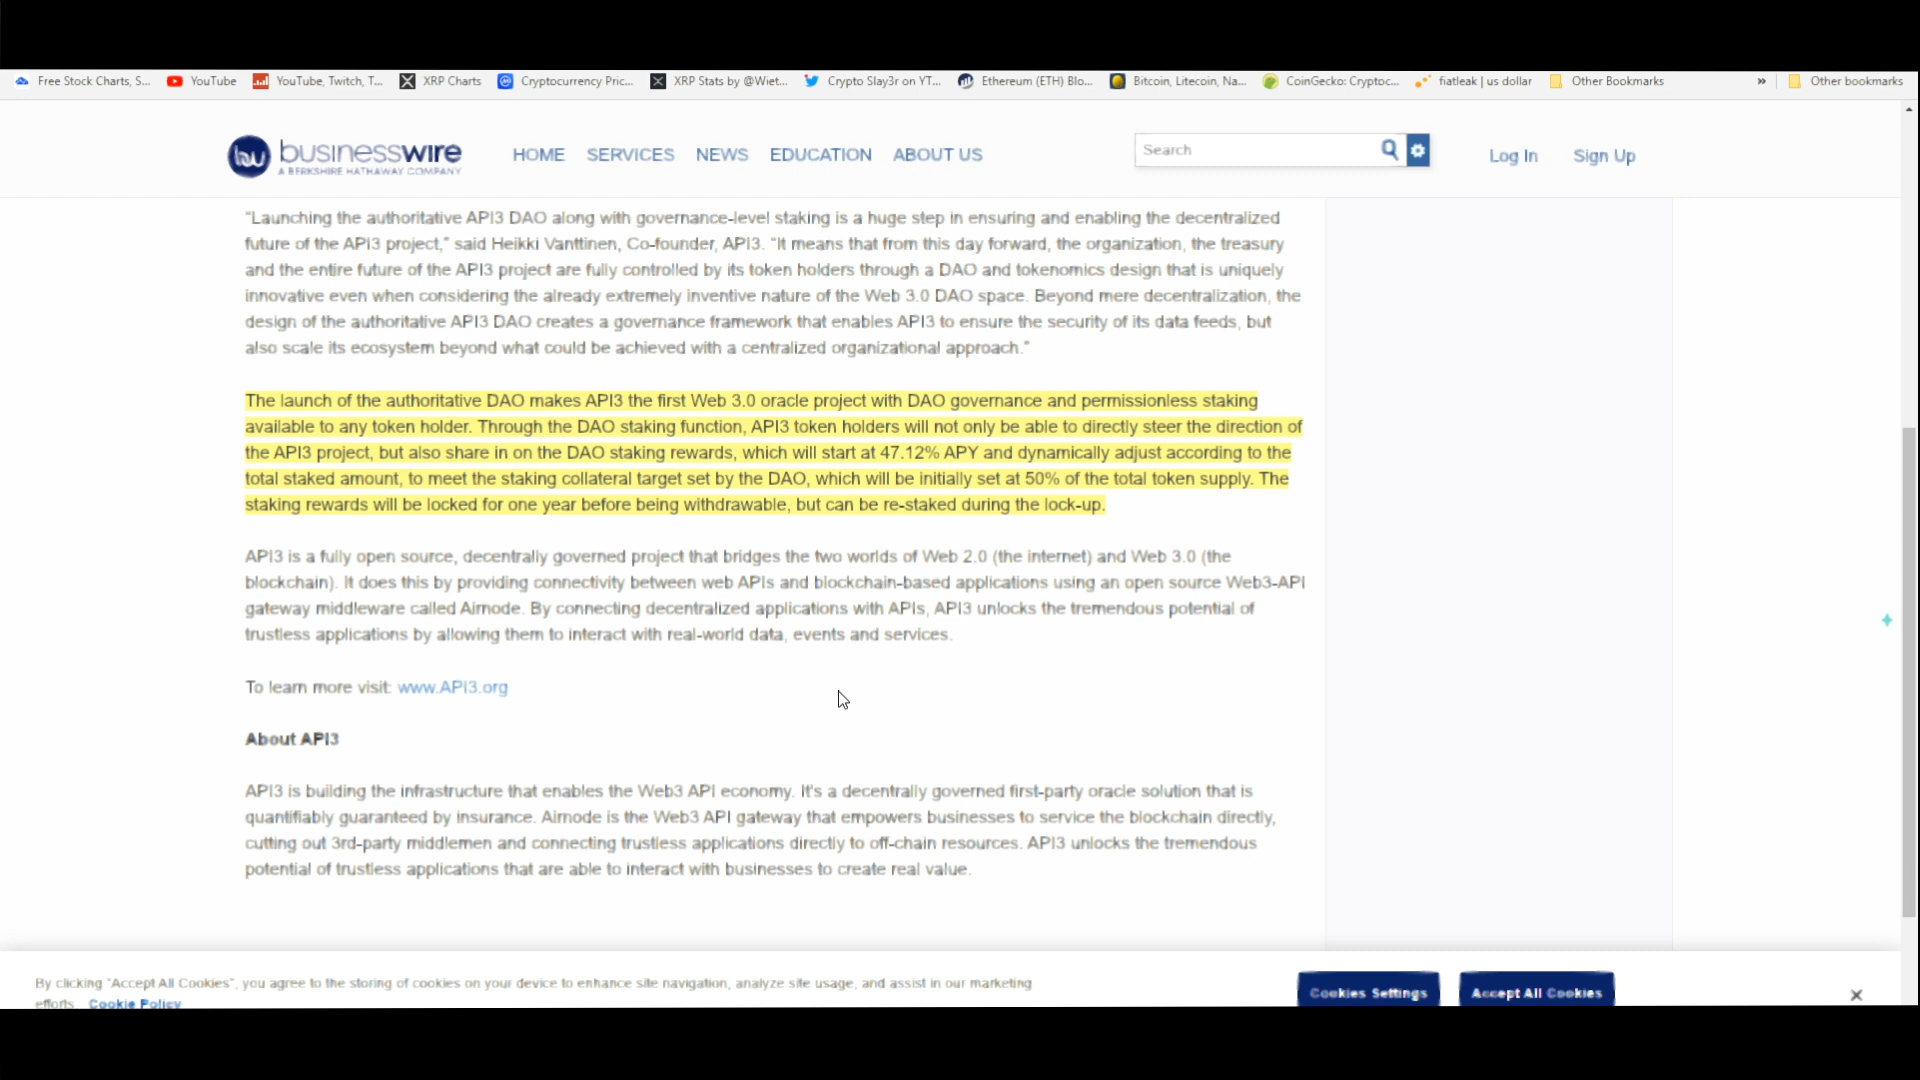 Free Stock Charts, S... YouTube YouTube, Twitch, T... XRP Charts Cryptocurrency Pric... XRP Stats by @Wiet... Crypto Slay3r on YT... Ethereum (ETH) Blo... Bitcoin, Litecoin, Na... CoinGecko: Cryptoc... fiatleak | us dollar Other Bookmarks » Other bookmarks
bw businesswire HOME SERVICES NEWS EDUCATION ABOUT US Search Log In Sign Up
A BERKSHIRE HATHAWAY COMPANY
“Launching the authoritative API3 DAO along with governance-level staking is a huge step in ensuring and enabling the decentralized
future of the API3 project,” said Heikki Vanttinen, Co-founder, API3. “It means that from this day forward, the organization, the treasury
and the entire future of the API3 project are fully controlled by its token holders through a DAO and tokenomics design that is uniquely
innovative even when considering the already extremely inventive nature of the Web 3.0 DAO space. Beyond mere decentralization, the
design of the authoritative API3 DAO creates a governance framework that enables API3 to ensure the security of its data feeds, but
also scale its ecosystem beyond what could be achieved with a centralized organizational approach.”
The launch of the authoritative DAO makes API3 the first Web 3.0 oracle project with DAO governance and permissionless staking
available to any token holder. Through the DAO staking function, API3 token holders will not only be able to directly steer the direction of
the API3 project, but also share in on the DAO staking rewards, which will start at 47.12% APY and dynamically adjust according to the
total staked amount, to meet the staking collateral target set by the DAO, which will be initially set at 50% of the total token supply. The
staking rewards will be locked for one year before being withdrawable, but can be re-staked during the lock-up.
API3 is a fully open source, decentrally governed project that bridges the two worlds of Web 2.0 (the internet) and Web 3.0 (the
blockchain). It does this by providing connectivity between web APIs and blockchain-based applications using an open source Web3-API
gateway middleware called Airnode. By connecting decentralized applications with APIs, API3 unlocks the tremendous potential of
trustless applications by allowing them to interact with real-world data, events and services.
To learn more visit: www.API3.org
About API3
API3 is building the infrastructure that enables the Web3 API economy. It's a decentrally governed first-party oracle solution that is
quantifiably guaranteed by insurance. Airnode is the Web3 API gateway that empowers businesses to service the blockchain directly,
cutting out 3rd-party middlemen and connecting trustless applications directly to off-chain resources. API3 unlocks the tremendous
potential of trustless applications that are able to interact with businesses to create real value.
By clicking “Accept All Cookies”, you agree to the storing of cookies on your device to enhance site navigation, analyze site usage, and assist in our marketing
efforts. Cookie Policy
Cookies Settings Accept All Cookies